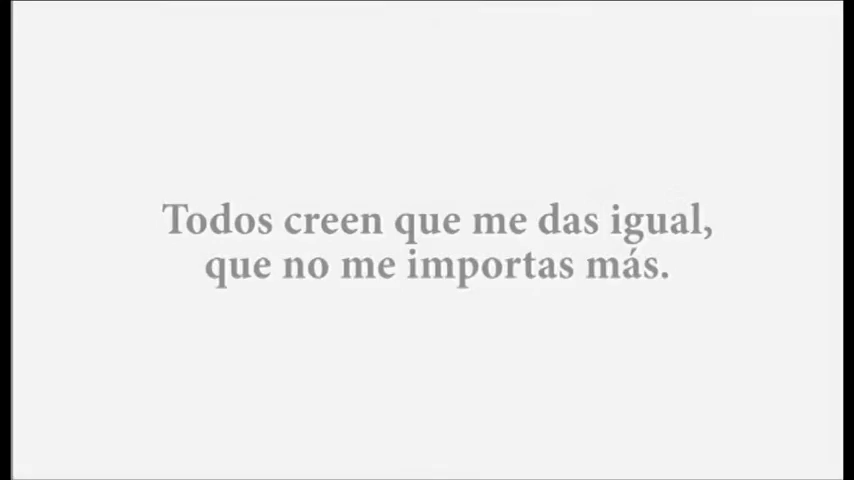 Todos creen que me das igual,
que no me importas más.